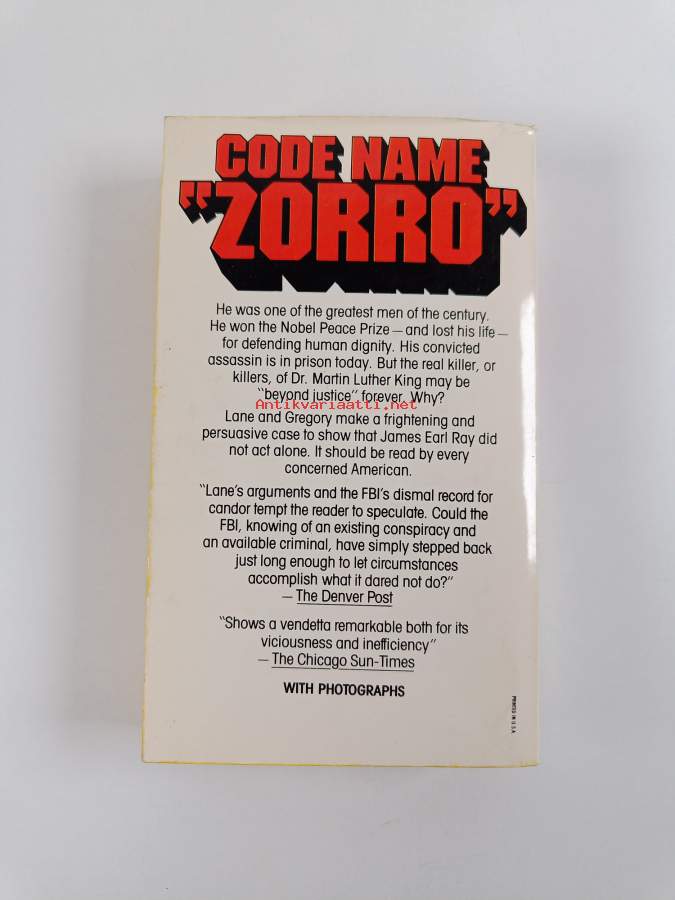 CODE NAME
"ZORRO"
He was one of the greatest men of the century.
He won the Nobel Peace Prize — and lost his life —
for defending human dignity. His convicted
assassin is in prison today. But the real killer, or
killers, of Dr. Martin Luther King may be
"beyond justice" forever. Why?
Antikvariaatti.net
Lane and Gregory make a frightening and
persuasive case to show that James Earl Ray did
not act alone. It should be read by every
concerned American.
"Lane's arguments and the FBI's dismal record for
candor tempt the reader to speculate. Could the
FBI, knowing of an existing conspiracy and
an available criminal, have simply stepped back
just long enough to let circumstances
accomplish what it dared not do?"
— The Denver Post
"Shows a vendetta remarkable both for its
viciousness and inefficiency"
— The Chicago Sun-Times
WITH PHOTOGRAPHS
PRINTED IN U.S.A.